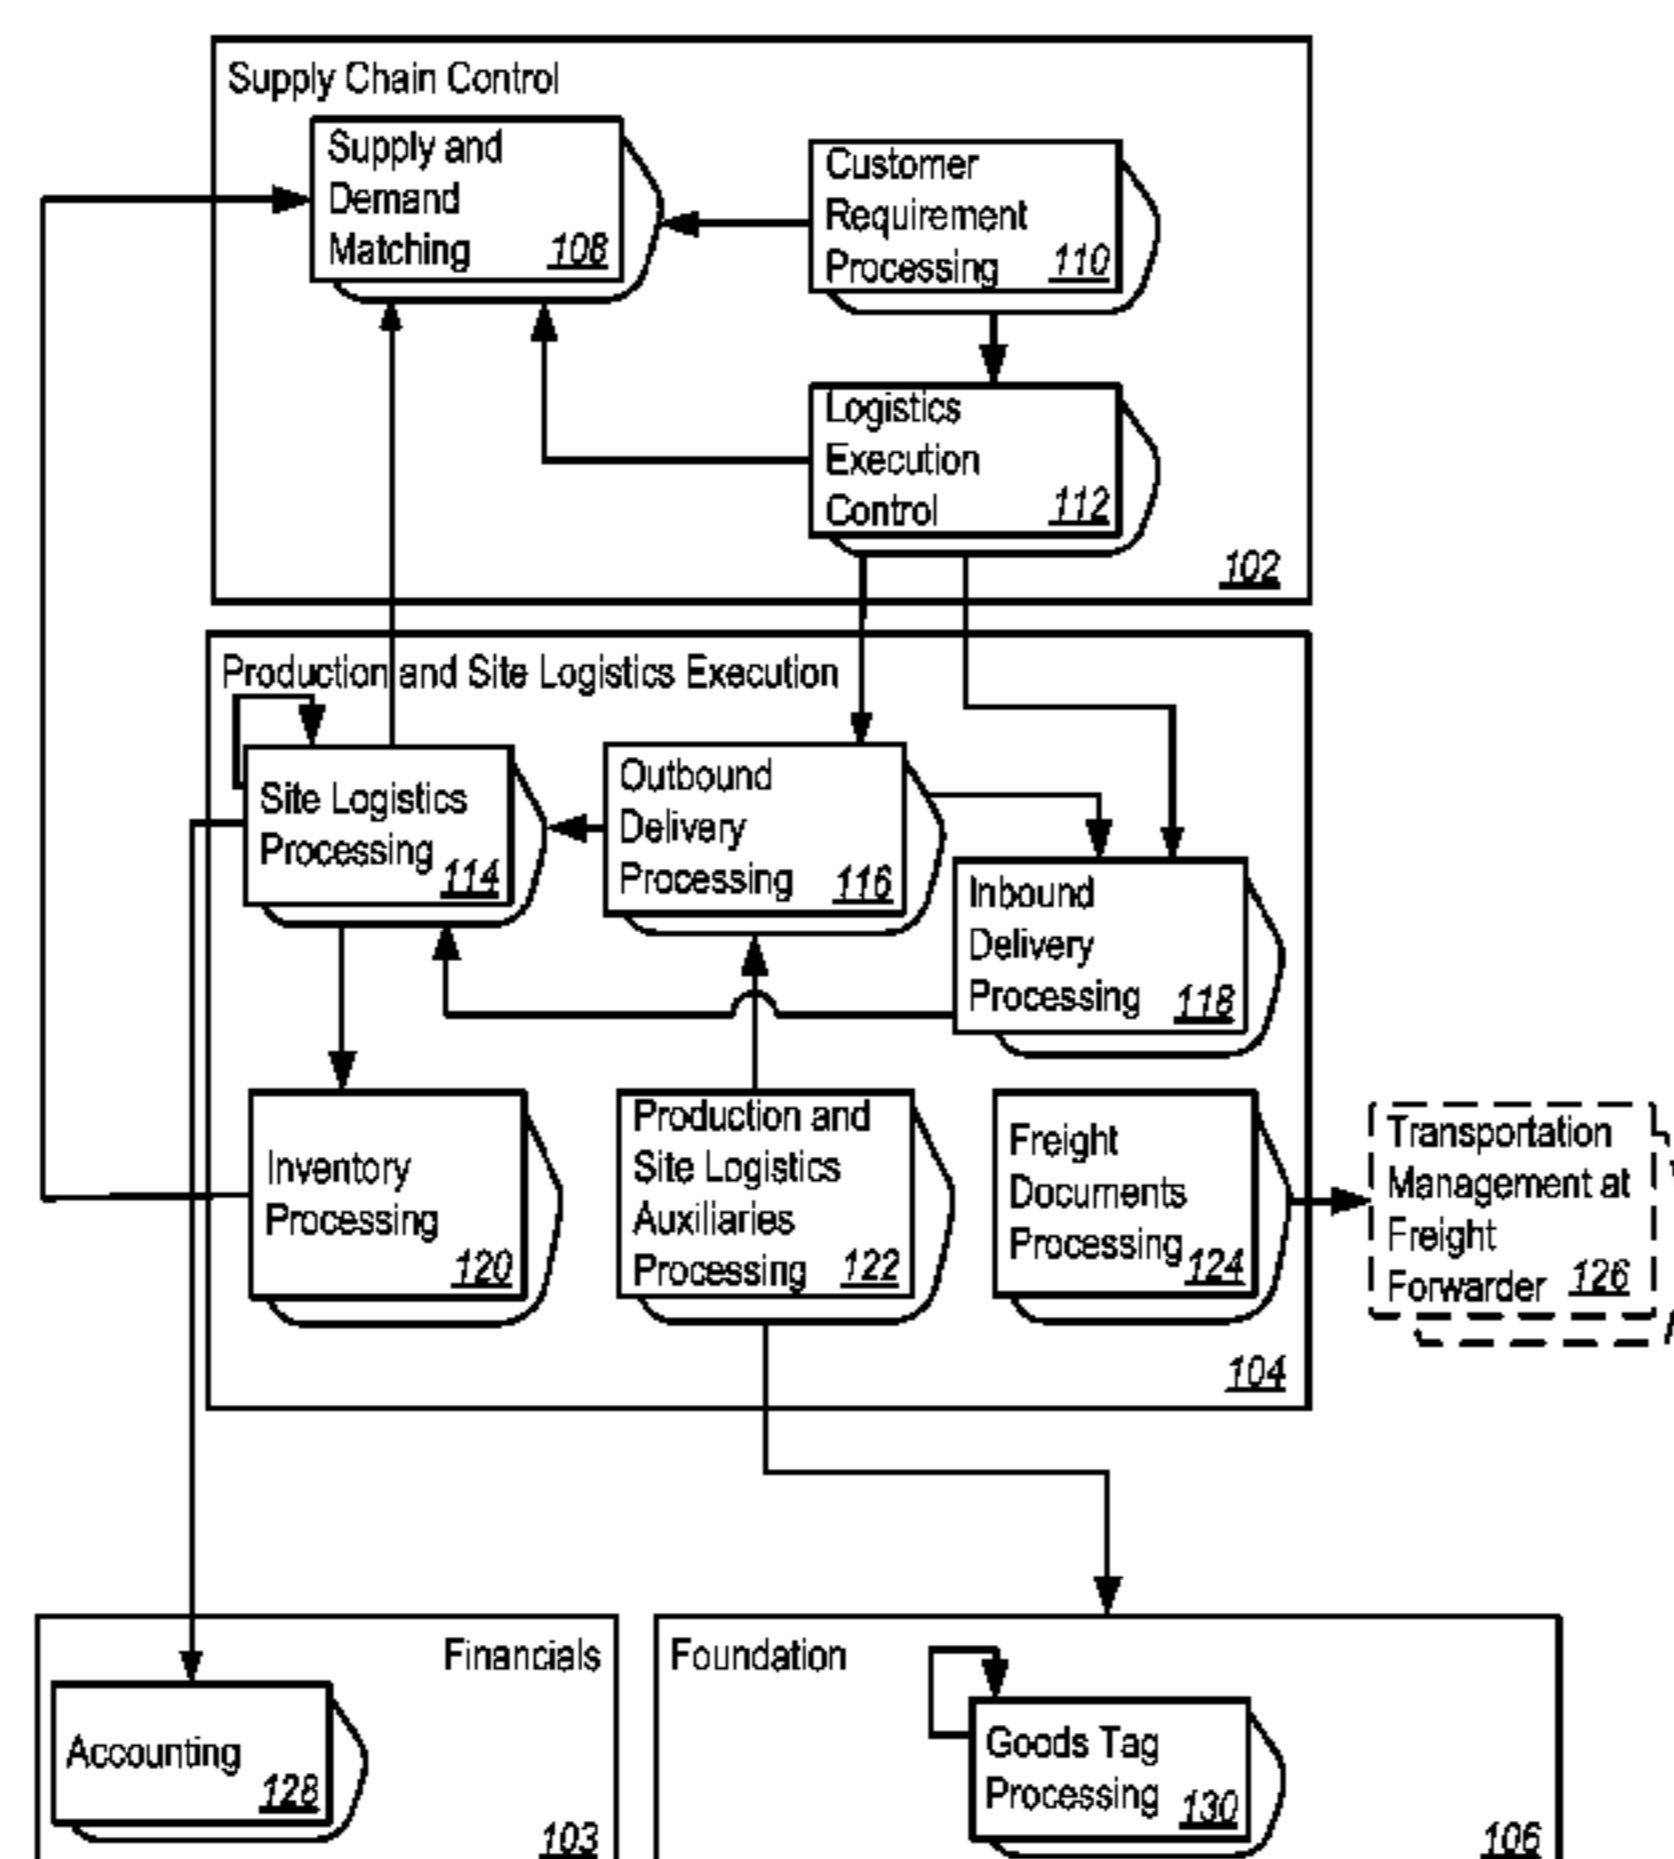 Supply Chain Control
Supply and
Demand
Matching 108
Customer
Requirement
Processing 110
Logistics
Execution
Control 112
102
Production and Site Logistics Execution
Site Logistics
Processing 114
Outbound
Delivery
Processing 116
Inbound
Delivery
Processing 118
Inventory
Processing
120
Production and
Site Logistics
Auxiliaries
Processing 122
Freight
Documents
Processing 124
Transportation
Management at
Freight
Forwarder 126
104
Financials
Accounting
128
103
Foundation
Goods Tag
Processing 130
106